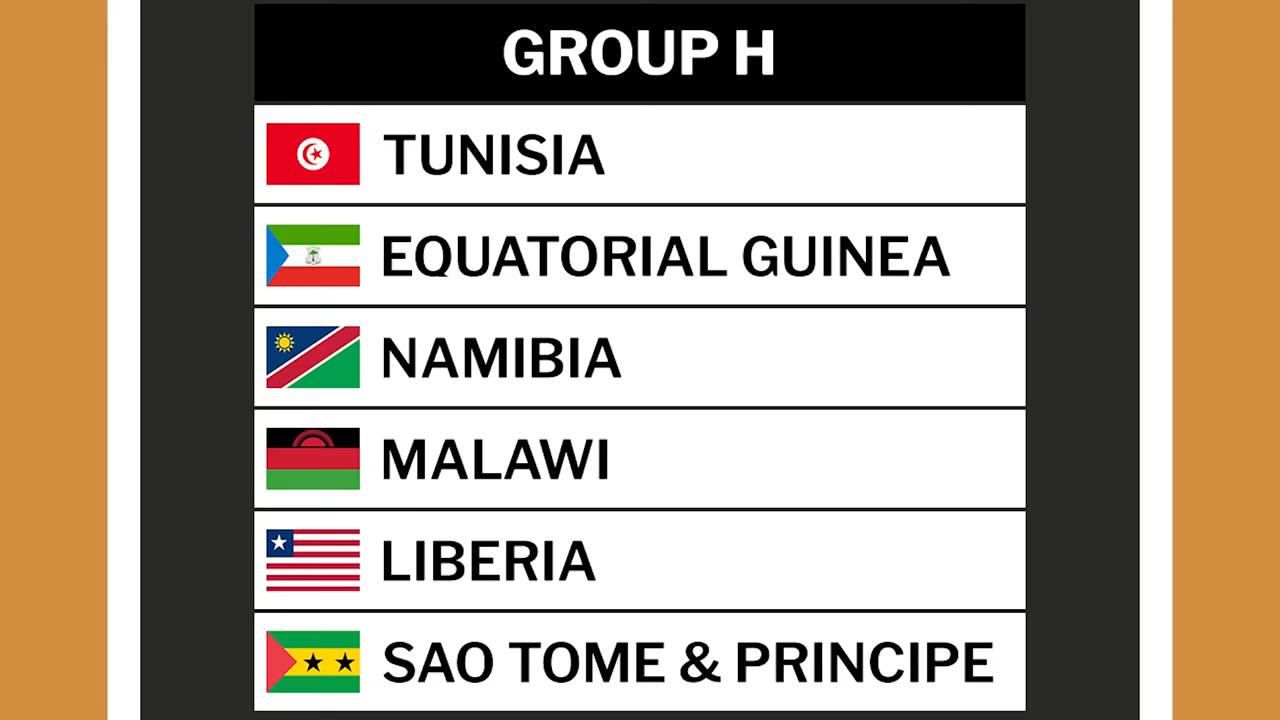 GROUP H
TUNISIA
EQUATORIAL GUINEA
NAMIBIA
MALAWI
LIBERIA
SAO TOME & PRINCIPE